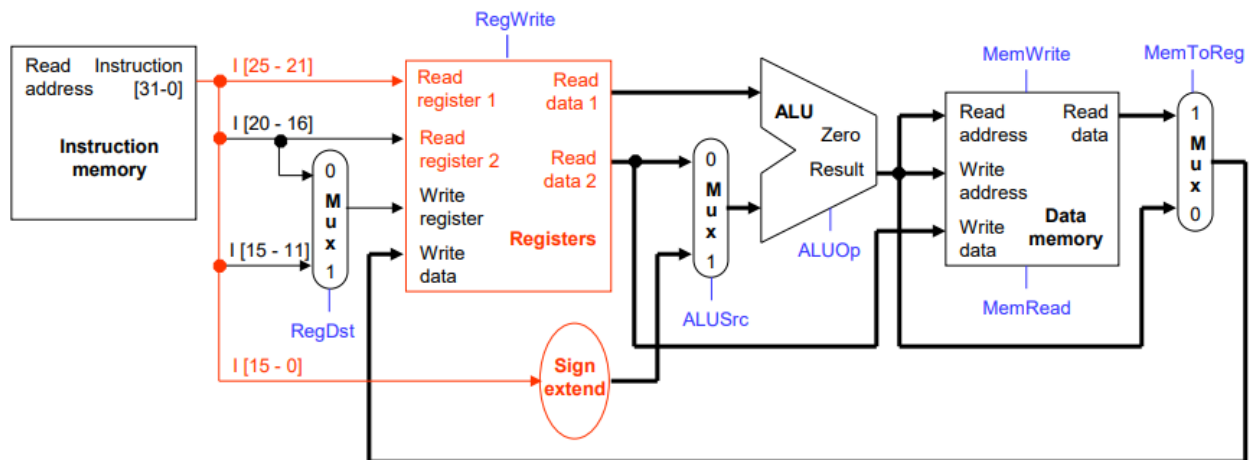 RegWrite
Read address
Instruction [31-0]
Instruction memory
I [25 - 21]
I [20 - 16]
I [15 - 11]
I [15 - 0]
0
M u x
1
RegDst
Read register 1
Read register 2
Write register
Write data
Read data 1
Read data 2
Registers
Sign extend
0
M u x
1
ALUSrc
ALU
Zero
Result
ALUOp
MemWrite
Read address
Write address
Write data
Read data
Data memory
MemRead
MemToReg
1
M u x
0